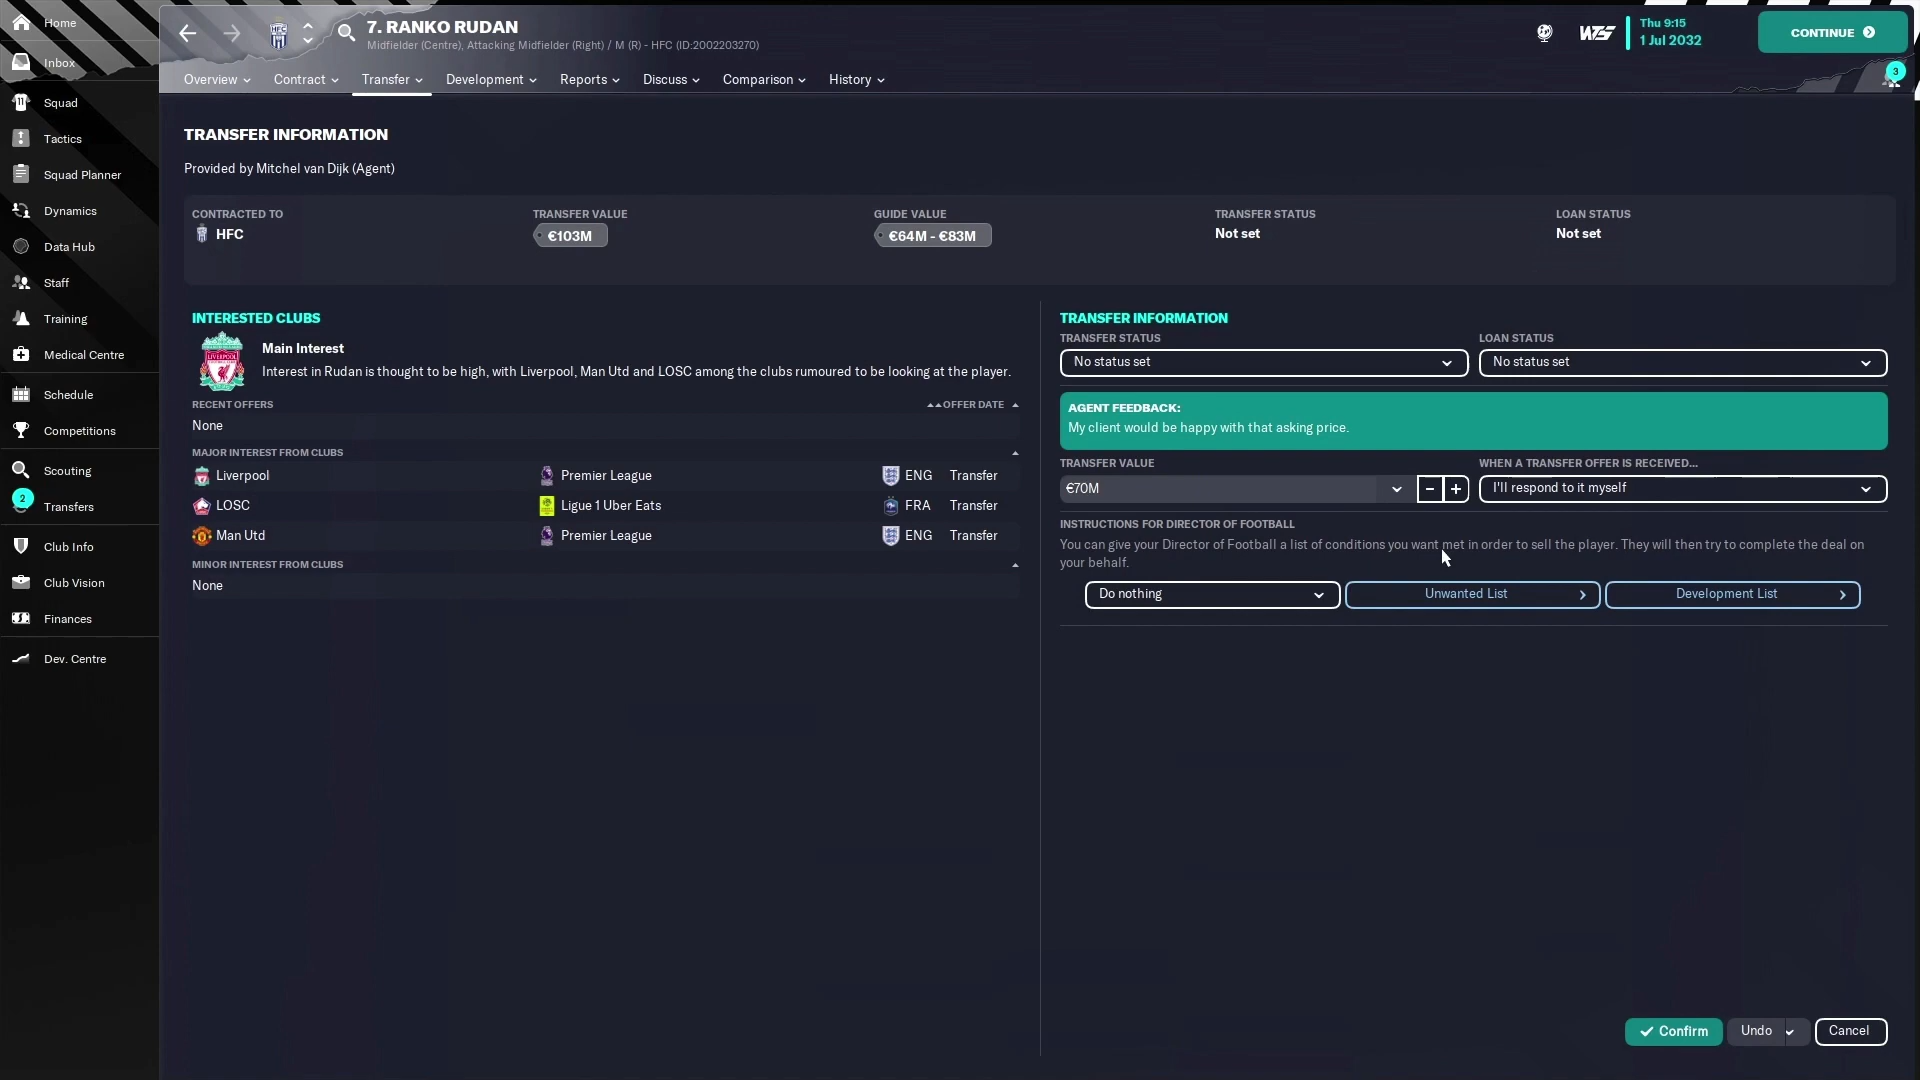 Home
Inbox
Squad
Tactics
Squad Planner
Dynamics
Data Hub
Staff
Training
Medical Centre
Schedule
Competitions
Scouting
2
Transfers
Club Info
Club Vision
Finances
Dev. Centre
HFC
7. RANKO RUDAN
Midfielder (Centre), Attacking Midfielder (Right) / M (R) - HFC (ID:2002203270)
Thu 9:15
1 Jul 2032
CONTINUE
3
Overview Contract Transfer Development Reports Discuss Comparison History
TRANSFER INFORMATION
Provided by Mitchel van Dijk (Agent)
CONTRACTED TO TRANSFER VALUE GUIDE VALUE TRANSFER STATUS LOAN STATUS
HFC €103M €64M - €83M Not set Not set
INTERESTED CLUBS
Main Interest
Interest in Rudan is thought to be high, with Liverpool, Man Utd and LOSC among the clubs rumoured to be looking at the player.
RECENT OFFERS OFFER DATE
None
MAJOR INTEREST FROM CLUBS
Liverpool Premier League ENG Transfer
LOSC Ligue 1 Uber Eats FRA Transfer
Man Utd Premier League ENG Transfer
MINOR INTEREST FROM CLUBS
None
TRANSFER INFORMATION
TRANSFER STATUS LOAN STATUS
No status set No status set
AGENT FEEDBACK:
My client would be happy with that asking price.
TRANSFER VALUE WHEN A TRANSFER OFFER IS RECEIVED...
€70M - + I'll respond to it myself
INSTRUCTIONS FOR DIRECTOR OF FOOTBALL
You can give your Director of Football a list of conditions you want met in order to sell the player. They will then try to complete the deal on
your behalf.
Do nothing Unwanted List Development List
Confirm Undo Cancel